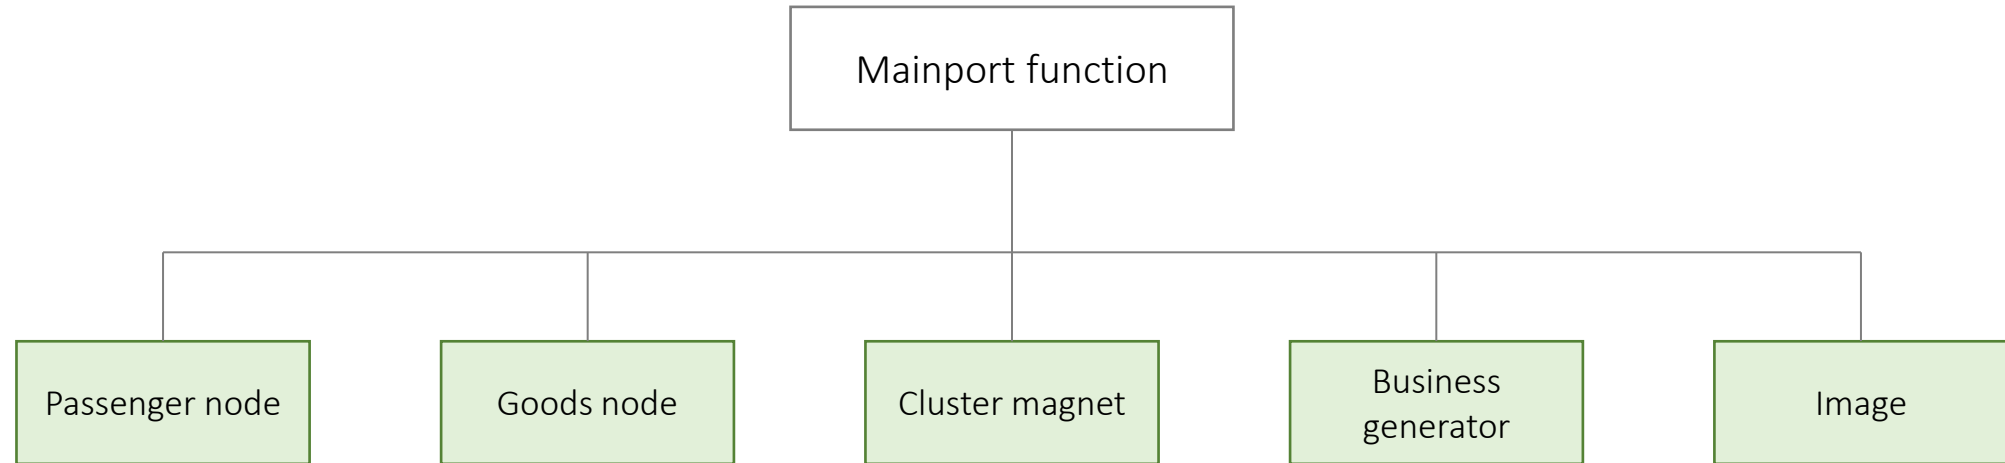 Mainport function
Passenger node
Goods node
Cluster magnet
Business
generator
Image